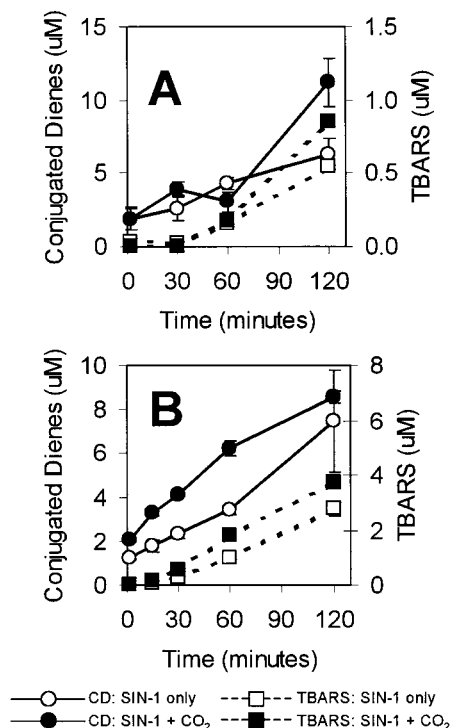 15
10
5
0
1.5
1.0
0.5
0.0
A
Conjugated Dienes (uM)
TBARS (uM)
0 30 60 90 120
Time (minutes)
10
8
6
4
2
0
8
6
4
2
0
B
Conjugated Dienes (uM)
TBARS (uM)
0 30 60 90 120
Time (minutes)
CD: SIN-1 only TBARS: SIN-1 only
CD: SIN-1 + CO₂ TBARS: SIN-1 + CO₂